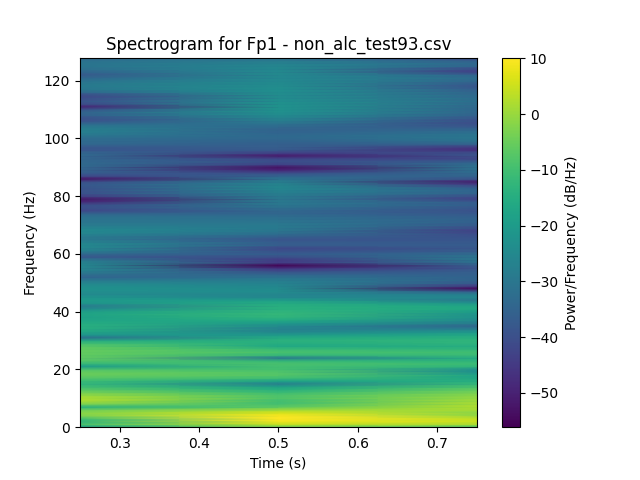 Spectrogram for Fp1 - non_alc_test93.csv
120
100
80
60
40
20
0
Frequency (Hz)
0.3 0.4 0.5 0.6 0.7
Time (s)
10
0
−10
−20
−30
−40
−50
Power/Frequency (dB/Hz)